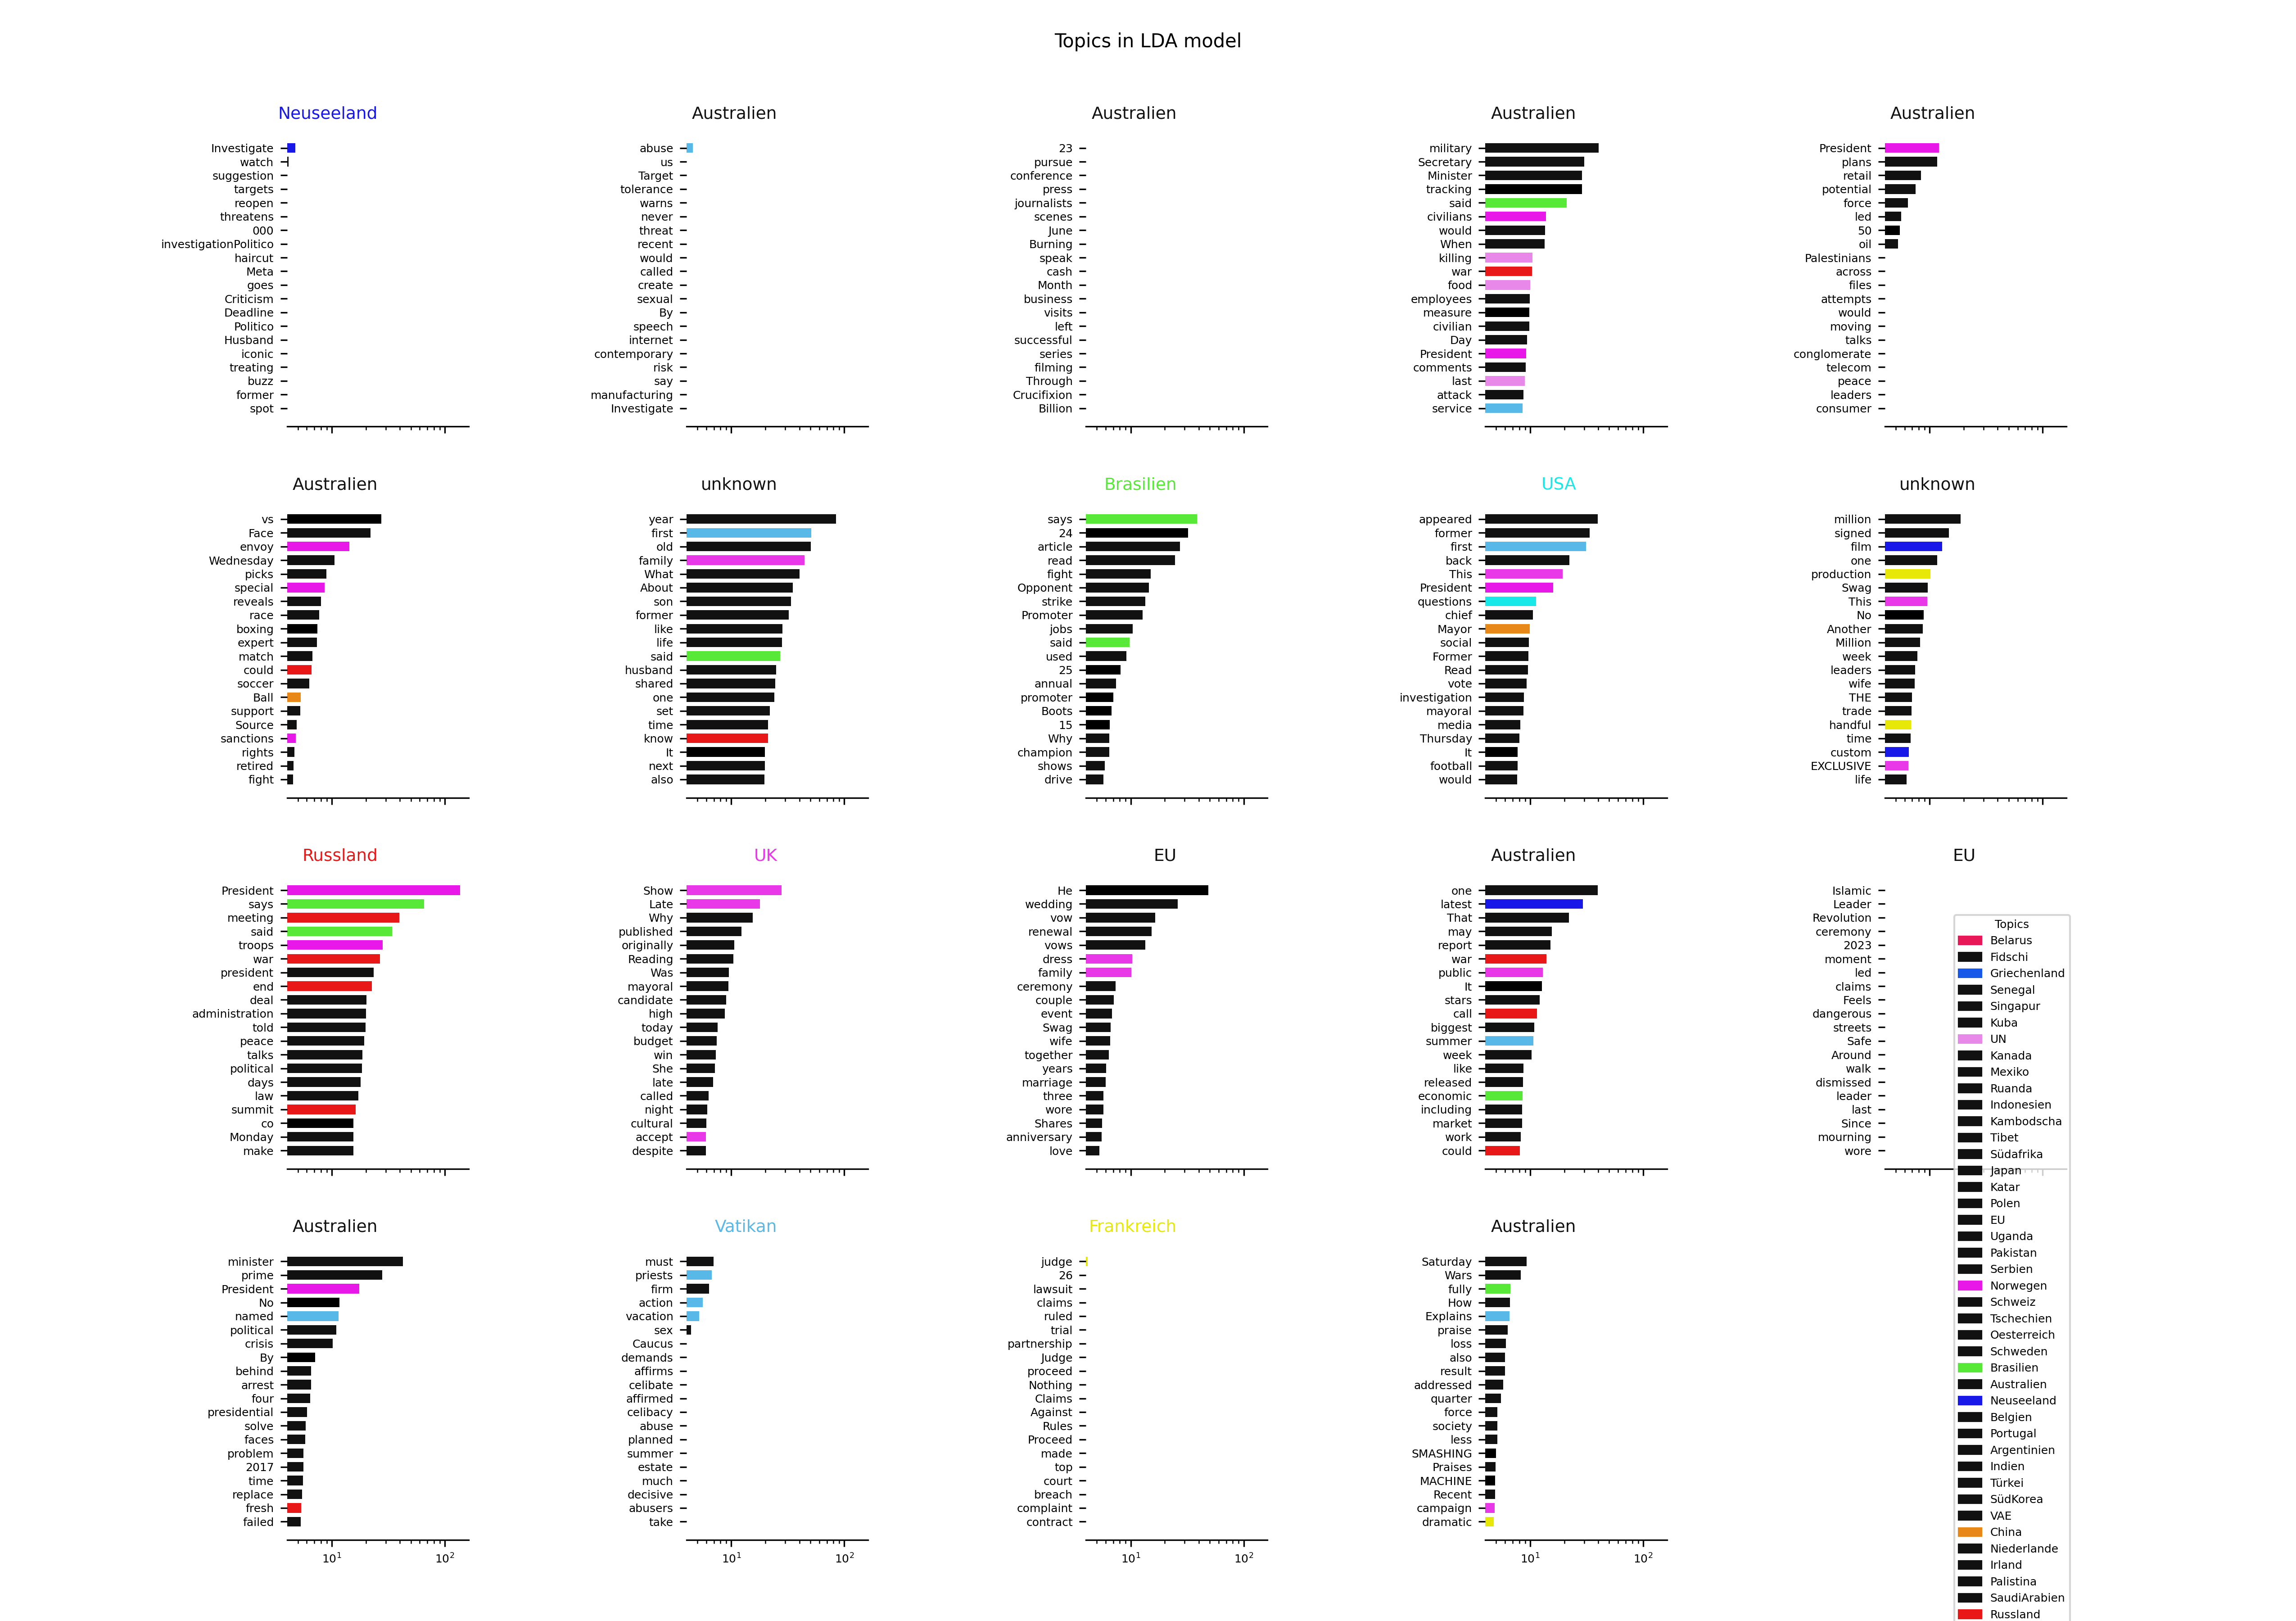 Topics in LDA model
Neuseeland
Investigate
watch
suggestion
targets
reopen
threatens
000
investigationPolitico
haircut
Meta
goes
Criticism
Deadline
Politico
Husband
iconic
treating
buzz
former
spot
Australien
abuse
us
Target
tolerance
warns
never
threat
recent
would
called
create
sexual
By
speech
internet
contemporary
risk
say
manufacturing
Investigate
Australien
23
pursue
conference
press
journalists
scenes
June
Burning
speak
cash
Month
business
visits
left
successful
series
filming
Through
Crucifixion
Billion
Australien
military
Secretary
Minister
tracking
said
civilians
would
When
killing
war
food
employees
measure
civilian
Day
President
comments
last
attack
service
Australien
President
plans
retail
potential
force
led
50
oil
Palestinians
across
files
attempts
would
moving
talks
conglomerate
telecom
peace
leaders
consumer
Australien
vs
Face
envoy
Wednesday
picks
special
reveals
race
boxing
expert
match
could
soccer
Ball
support
Source
sanctions
rights
retired
fight
unknown
year
first
old
family
What
About
son
former
like
life
said
husband
shared
one
set
time
know
It
next
also
Brasilien
says
24
article
read
fight
Opponent
strike
Promoter
jobs
said
used
25
annual
promoter
Boots
15
Why
champion
shows
drive
USA
appeared
former
first
back
This
President
questions
chief
Mayor
social
Former
Read
vote
investigation
mayoral
media
Thursday
It
football
would
unknown
million
signed
film
one
production
Swag
This
No
Another
Million
week
leaders
wife
THE
trade
handful
time
custom
EXCLUSIVE
life
Russland
President
says
meeting
said
troops
war
president
end
deal
administration
told
peace
talks
political
days
law
summit
co
Monday
make
UK
Show
Late
Why
published
originally
Reading
Was
mayoral
candidate
high
today
budget
win
She
late
called
night
cultural
accept
despite
EU
He
wedding
vow
renewal
vows
dress
family
ceremony
couple
event
Swag
wife
together
years
marriage
three
wore
Shares
anniversary
love
Australien
one
latest
That
may
report
war
public
It
stars
call
biggest
summer
week
like
released
economic
including
market
work
could
EU
Islamic
Leader
Revolution
ceremony
2023
moment
led
claims
Feels
dangerous
streets
Safe
Around
walk
dismissed
leader
last
Since
mourning
wore
Australien
minister
prime
President
No
named
political
crisis
By
behind
arrest
four
presidential
solve
faces
problem
2017
time
replace
fresh
failed
10¹ 10²
Vatikan
must
priests
firm
action
vacation
sex
Caucus
demands
affirms
celibate
affirmed
celibacy
abuse
planned
summer
estate
much
decisive
abusers
take
10¹ 10²
Frankreich
judge
26
lawsuit
claims
ruled
trial
partnership
Judge
proceed
Nothing
Claims
Against
Rules
Proceed
made
top
court
breach
complaint
contract
10¹ 10²
Australien
Saturday
Wars
fully
How
Explains
praise
loss
also
result
addressed
quarter
force
society
less
SMASHING
Praises
MACHINE
Recent
campaign
dramatic
10¹ 10²
Topics
Belarus
Fidschi
Griechenland
Senegal
Singapur
Kuba
UN
Kanada
Mexiko
Ruanda
Indonesien
Kambodscha
Tibet
Südafrika
Japan
Katar
Polen
EU
Uganda
Pakistan
Serbien
Norwegen
Schweiz
Tschechien
Oesterreich
Schweden
Brasilien
Australien
Neuseeland
Belgien
Portugal
Argentinien
Indien
Türkei
SüdKorea
VAE
China
Niederlande
Irland
Palistina
SaudiArabien
Russland